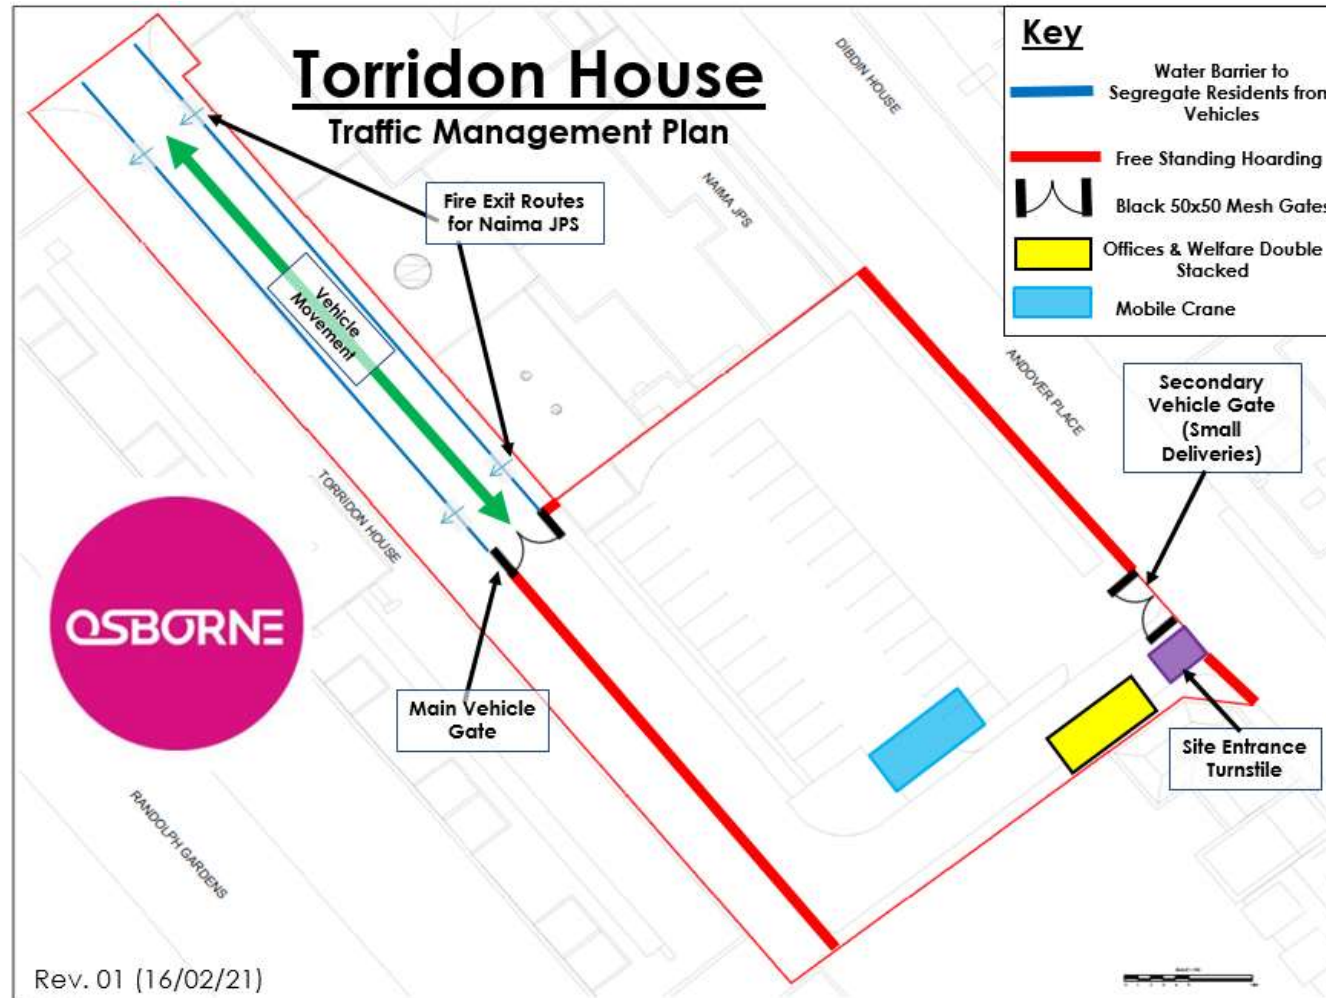 Torridon House
Traffic Management Plan
Key
Water Barrier to
Segregate Residents from
Vehicles
Free Standing Hoarding
Black 50x50 Mesh Gates
Offices & Welfare Double
Stacked
Mobile Crane
DIBDIN HOUSE
NAIMA JPS
Fire Exit Routes
for Naima JPS
Vehicle
Movement
ANDOVER PLACE
Secondary
Vehicle Gate
(Small
Deliveries)
TORRIDON HOUSE
OSBORNE
Main Vehicle
Gate
Site Entrance
Turnstile
RANDOLPH GARDENS
Rev. 01 (16/02/21)